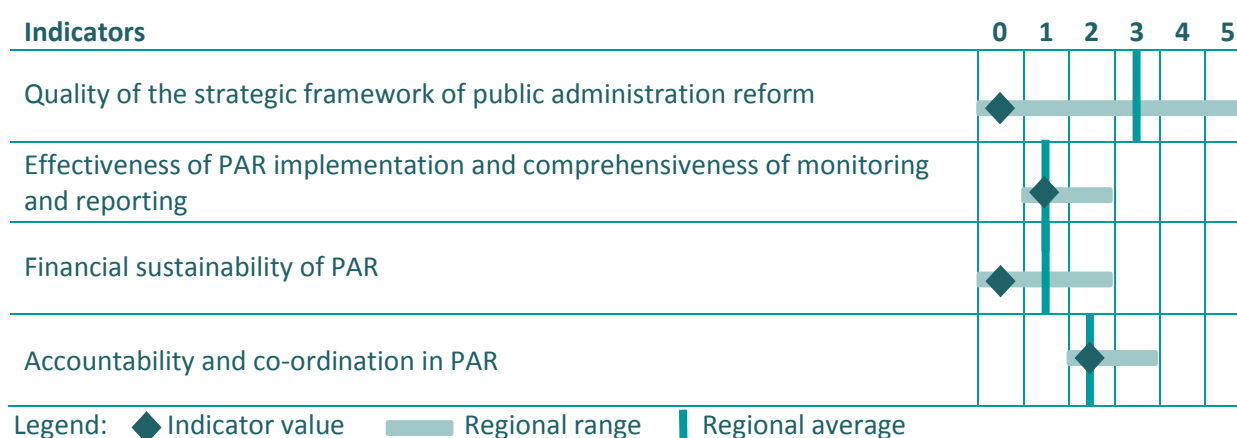 Indicators 0 1 2 3 4 5
Quality of the strategic framework of public administration reform
Effectiveness of PAR implementation and comprehensiveness of monitoring
and reporting
Financial sustainability of PAR
Accountability and co-ordination in PAR
Legend: Indicator value Regional range Regional average